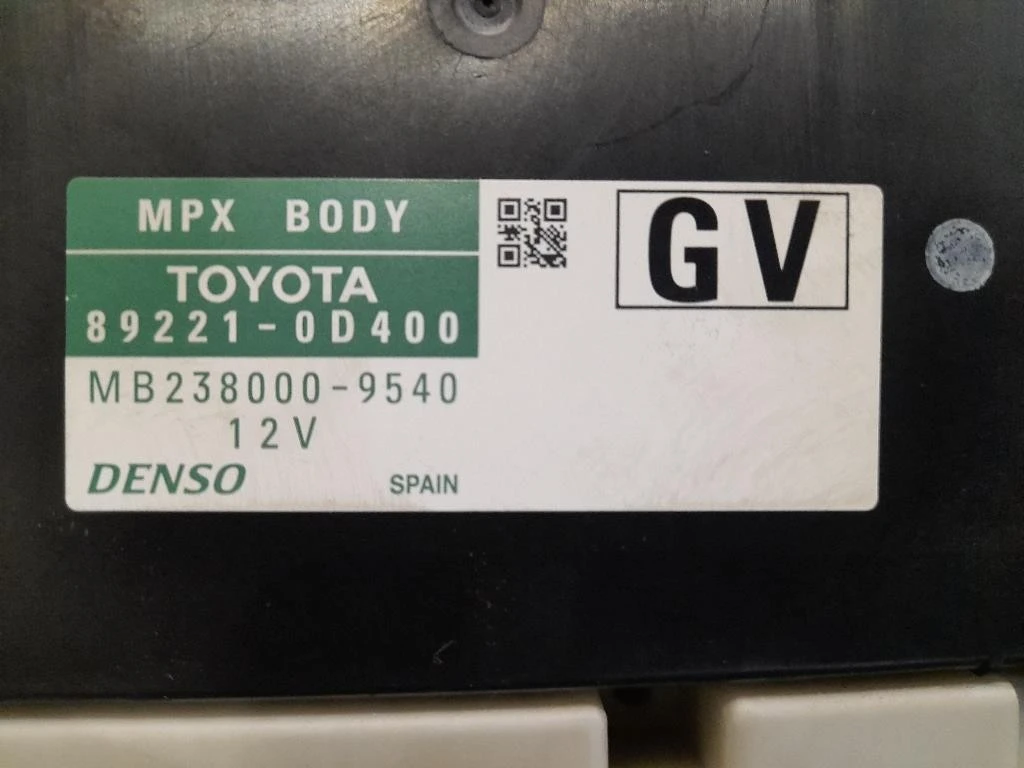 MPX BODY
GV
TOYOTA
89221-0D400
MB238000-9540
12V
DENSO SPAIN